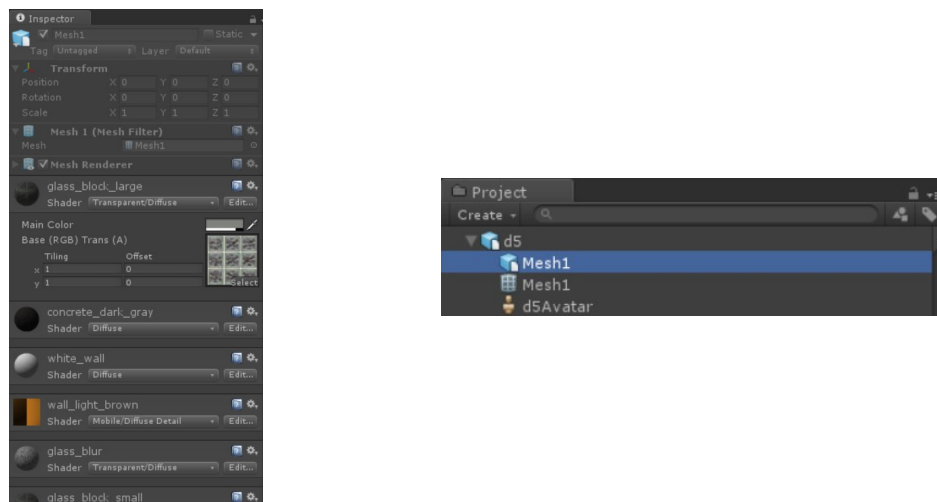 Inspector
Mesh1 Static
Tag Untagged Layer Default
Transform
Position X 0 Y 0 Z 0
Rotation X 0 Y 0 Z 0
Scale X 1 Y 1 Z 1
Mesh 1 (Mesh Filter)
Mesh Mesh1
Mesh Renderer
glass_block_large
Shader Transparent/Diffuse Edit...
Main Color
Base (RGB) Trans (A)
Tiling Offset
x 1 0
y 1 0 Select
concrete_dark_gray
Shader Diffuse Edit...
white_wall
Shader Diffuse Edit...
wall_light_brown
Shader Mobile/Diffuse Detail Edit...
glass_blur
Shader Transparent/Diffuse Edit...
glass_block_small
Project
Create
d5
Mesh1
Mesh1
d5Avatar